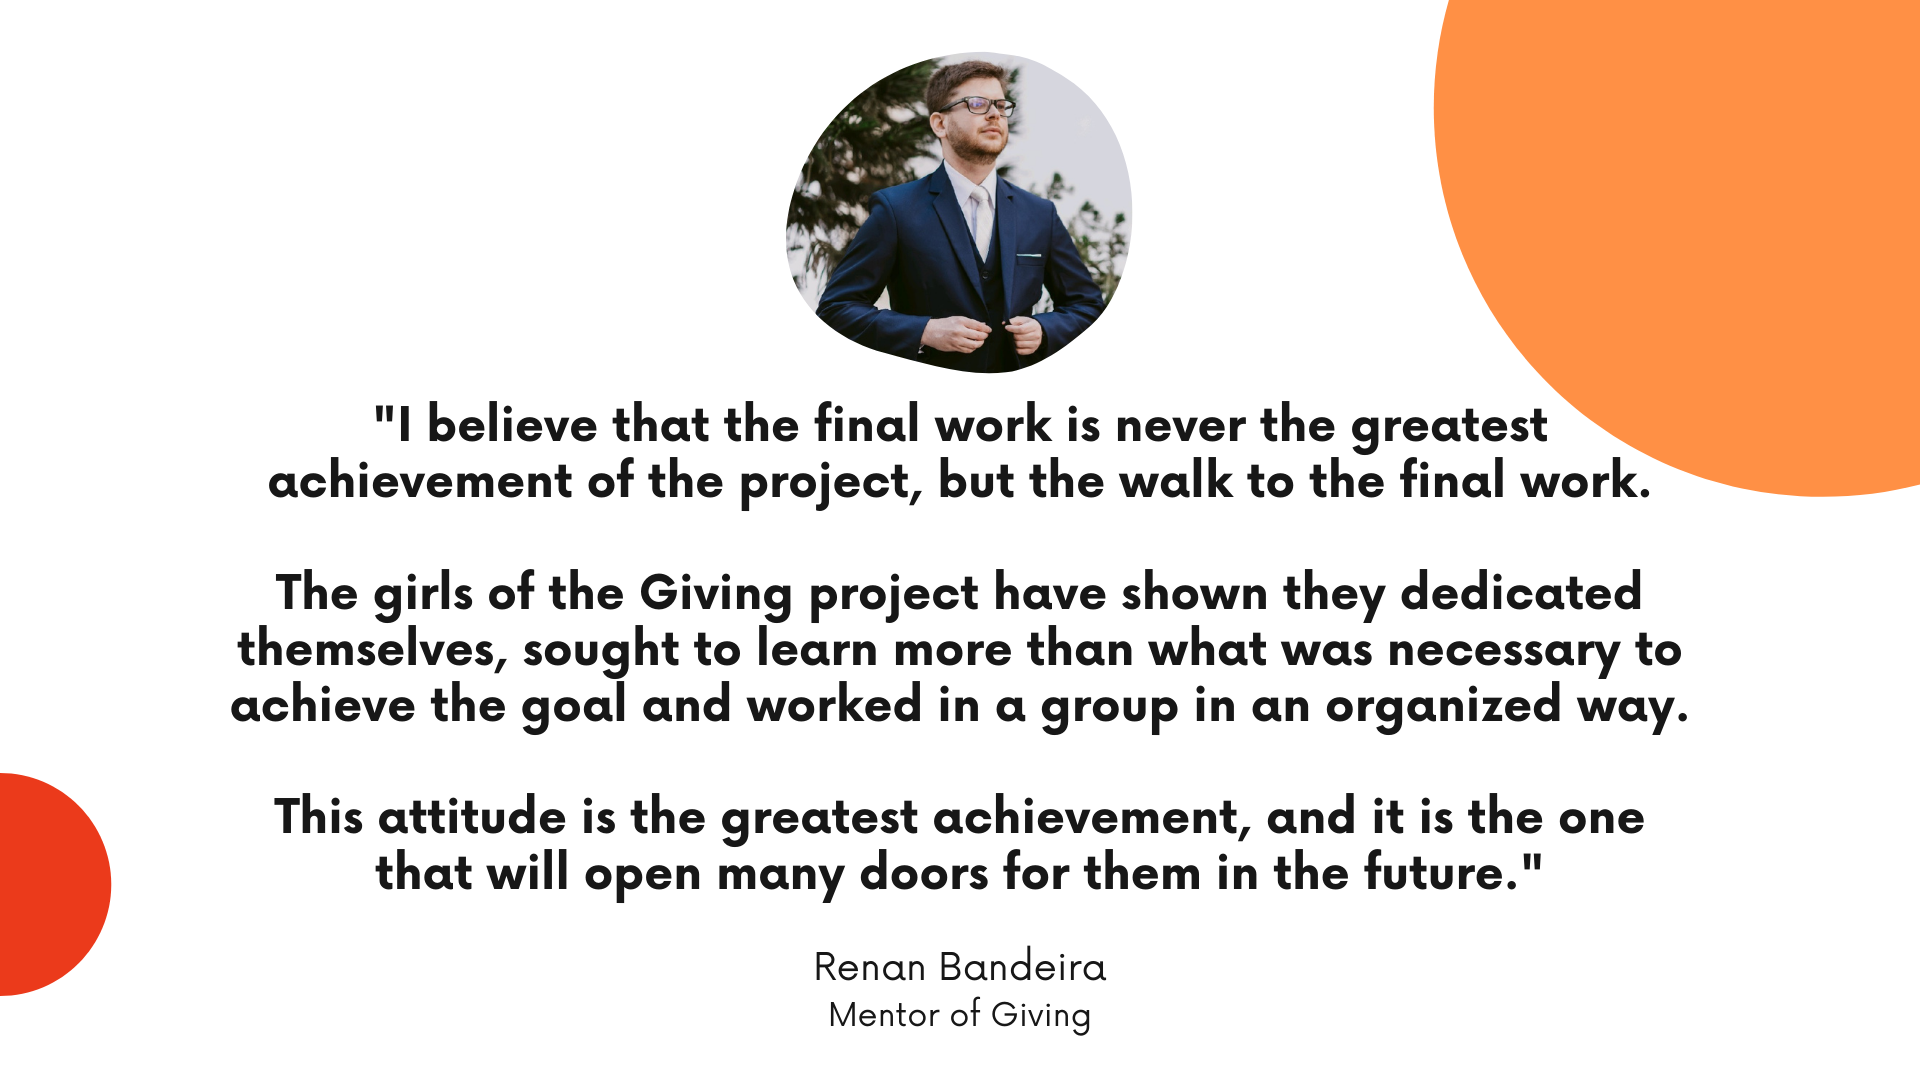 "I believe that the final work is never the greatest
achievement of the project, but the walk to the final work.
The girls of the Giving project have shown they dedicated
themselves, sought to learn more than what was necessary to
achieve the goal and worked in a group in an organized way.
This attitude is the greatest achievement, and it is the one
that will open many doors for them in the future."
Renan Bandeira
Mentor of Giving